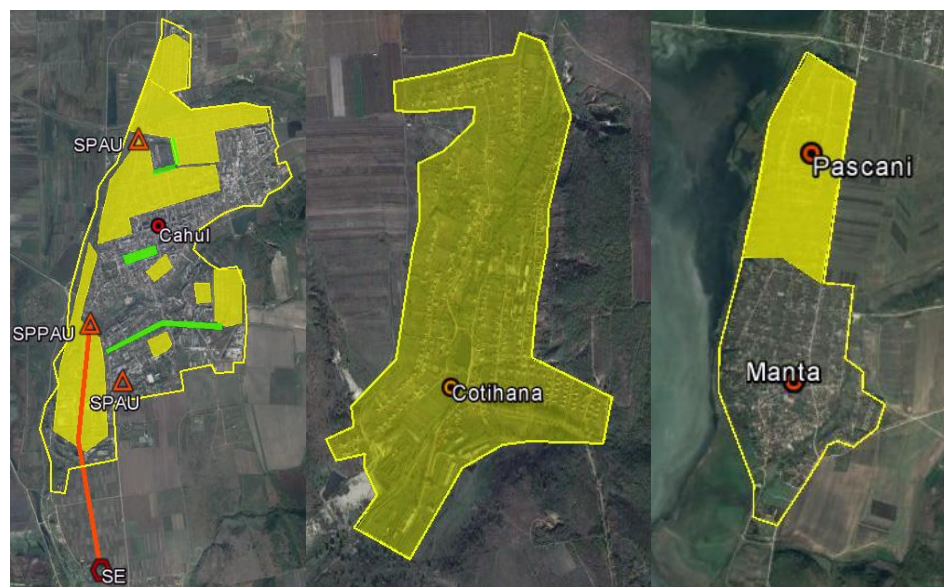 SPAU
Cahul
SPPAU
SPAU
SE
Cotihana
Pascani
Manta